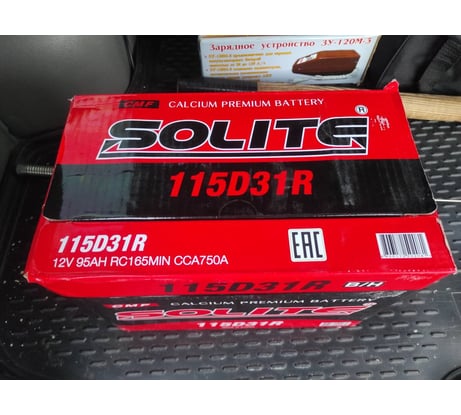 Зарядное устройство ЗУ-120М-3
CMF CALCIUM PREMIUM BATTERY
SOLITE ®
115D31R
115D31R
12V 95AH RC165MIN CCA750A
EAC
115D31R B/H
CMF CALCIUM PREMIUM BATTERY
SOLITE
115D31R